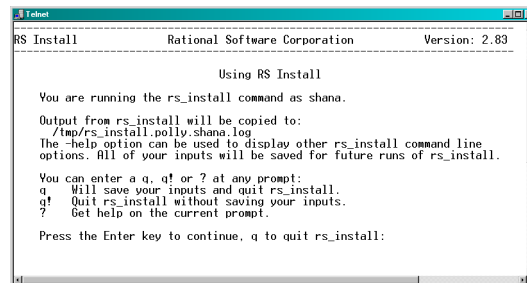 Telnet
RS Install Rational Software Corporation Version: 2.83
Using RS Install
You are running the rs_install command as shana.
Output from rs_install will be copied to:
/tmp/rs_install.polly.shana.log
The -help option can be used to display other rs_install command line
options. All of your inputs will be saved for future runs of rs_install.
You can enter a q, q! or ? at any prompt:
q Will save your inputs and quit rs_install.
q! Quit rs_install without saving your inputs.
? Get help on the current prompt.
Press the Enter key to continue, q to quit rs_install: